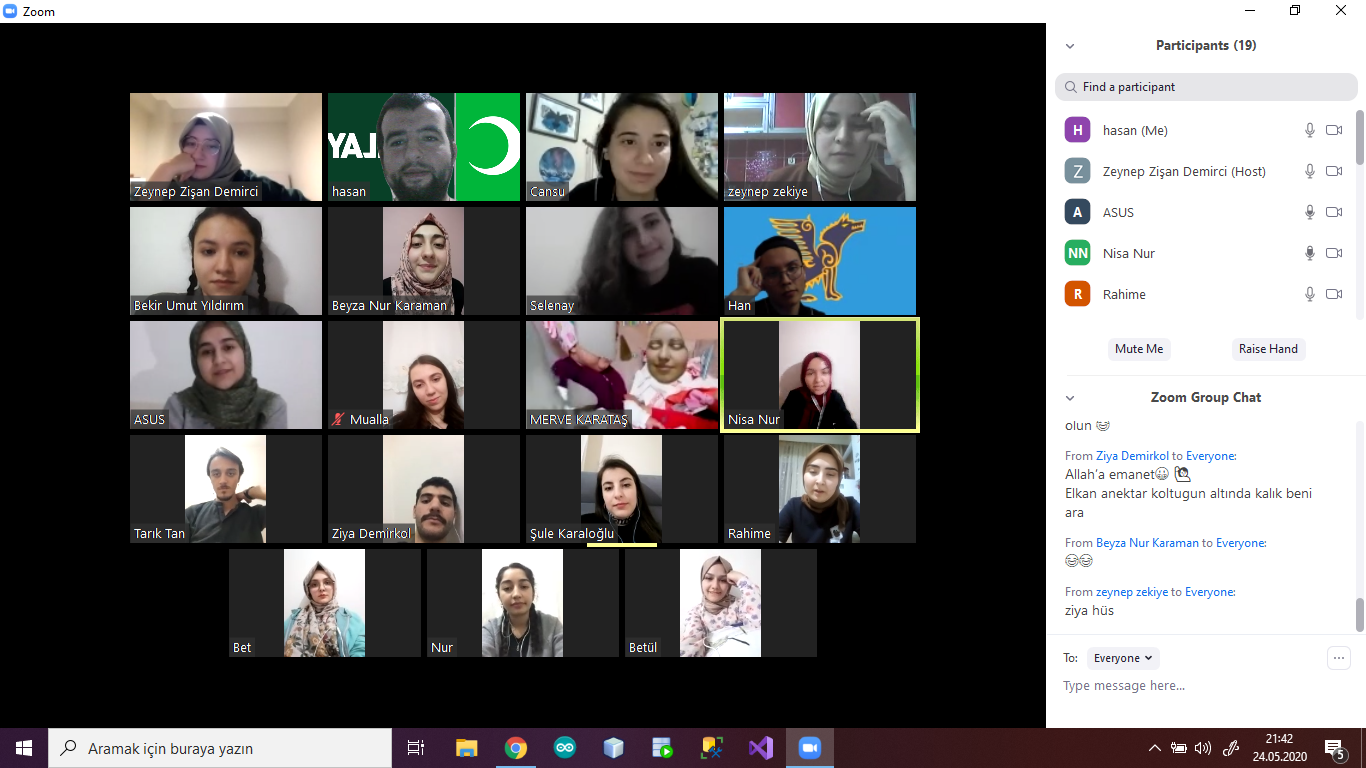 Zoom
Zeynep Zişan Demirci
YALAY
hasan
Cansu
zeynep zekiye
Bekir Umut Yıldırım
Beyza Nur Karaman
Selenay
Han
ASUS
Mualla
MERVE KARATAŞ
Nisa Nur
Tarık Tan
Ziya Demirkol
Şule Karaloğlu
Rahime
Bet
Nur
Betül
Participants (19)
Find a participant
H hasan (Me)
Z Zeynep Zişan Demirci (Host)
A ASUS
NN Nisa Nur
R Rahime
Mute Me Raise Hand
Zoom Group Chat
olun 😂
From Ziya Demirkol to Everyone:
Allah'a emanet😀 🙋
Elkan anektar koltugun altında kalık beni
ara
From Beyza Nur Karaman to Everyone:
😂😂
From zeynep zekiye to Everyone:
ziya hüs
To: Everyone
Type message here...
Aramak için buraya yazın
21:42
24.05.2020
5